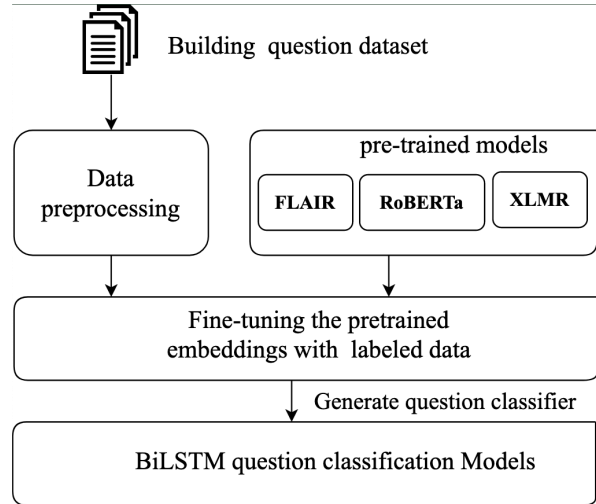 Building question dataset
Data
preprocessing
pre-trained models
FLAIR
RoBERTa
XLMR
Fine-tuning the pretrained
embeddings with labeled data
Generate question classifier
BiLSTM question classification Models